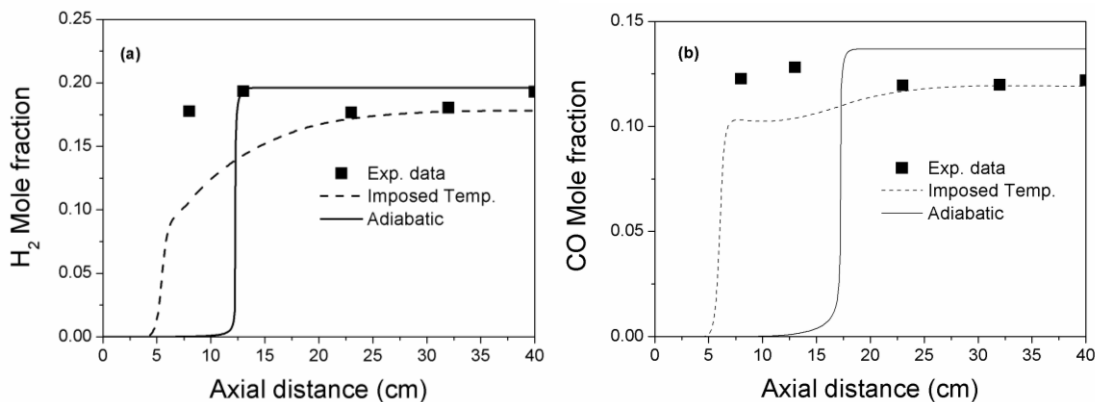 (a)
H2 Mole fraction
0.25
0.20
0.15
0.10
0.05
0.00
Exp. data
Imposed Temp.
Adiabatic
0 5 10 15 20 25 30 35 40
Axial distance (cm)
(b)
CO Mole fraction
0.15
0.10
0.05
0.00
Exp. data
Imposed Temp.
Adiabatic
0 5 10 15 20 25 30 35 40
Axial distance (cm)